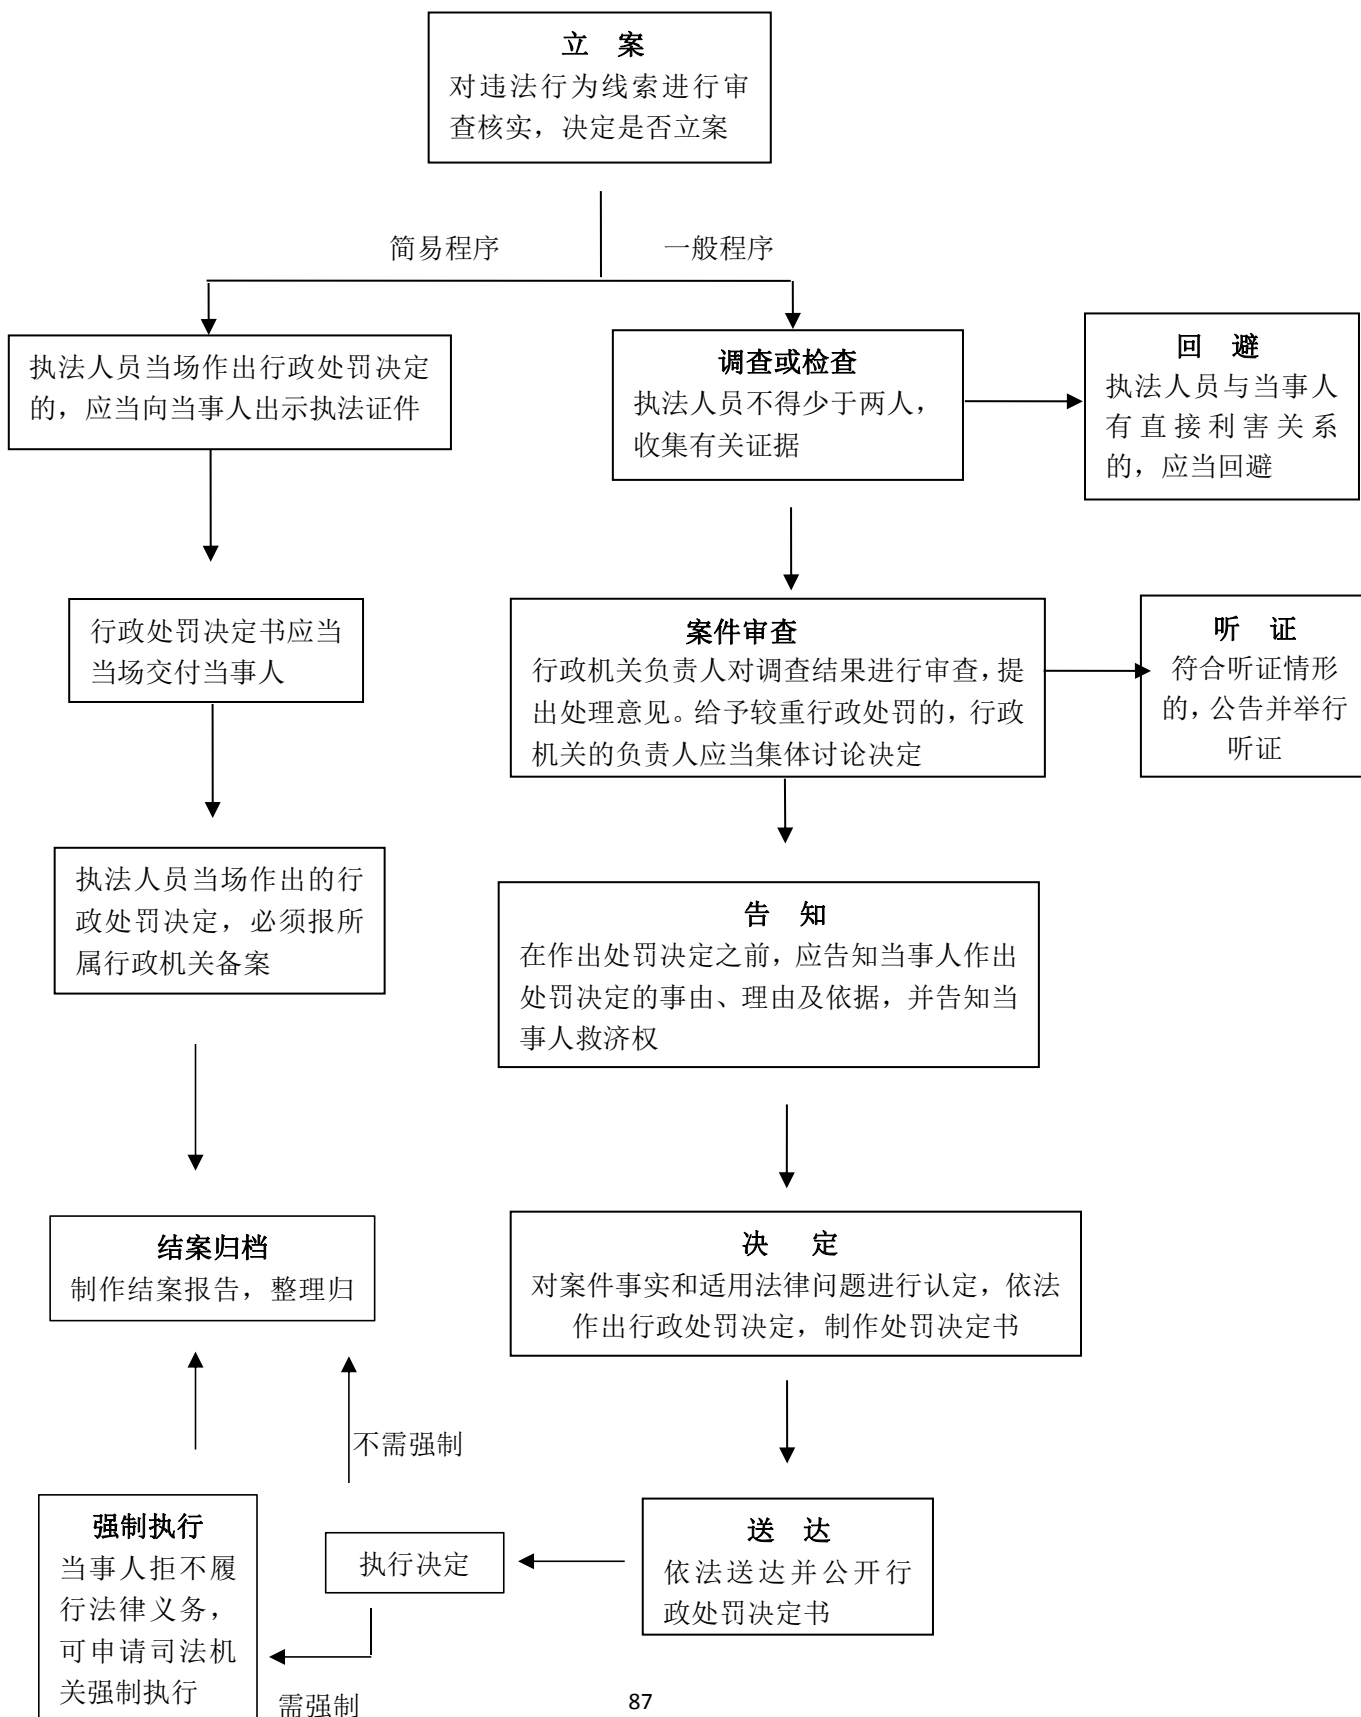 立 案
对违法行为线索进行审
查核实，决定是否立案
简易程序
一般程序
执法人员当场作出行政处罚决定
的，应当向当事人出示执法证件
调查或检查
执法人员不得少于两人，
收集有关证据
回 避
执法人员与当事人
有直接利害关系
的，应当回避
行政处罚决定书应当
当场交付当事人
案件审查
行政机关负责人对调查结果进行审查，提
出处理意见。给予较重行政处罚的，行政
机关的负责人应当集体讨论决定
听 证
符合听证情形
的，公告并举行
听证
执法人员当场作出的行
政处罚决定，必须报所
属行政机关备案
告 知
在作出处罚决定之前，应告知当事人作出
处罚决定的事由、理由及依据，并告知当
事人救济权
结案归档
制作结案报告，整理归
决 定
对案件事实和适用法律问题进行认定，依法
作出行政处罚决定，制作处罚决定书
不需强制
强制执行
当事人拒不履
行法律义务，
可申请司法机
关强制执行
执行决定
送 达
依法送达并公开行
政处罚决定书
需强制
87